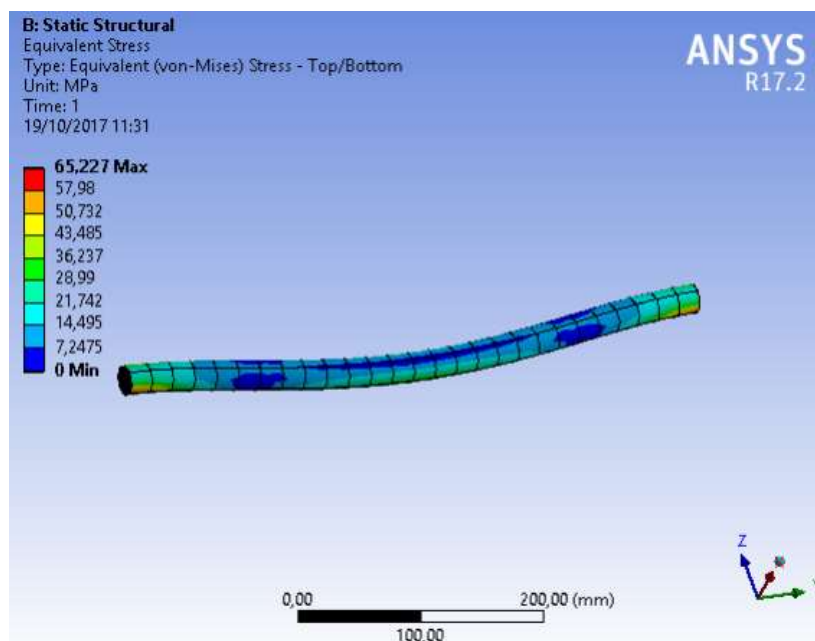 B: Static Structural
Equivalent Stress
Type: Equivalent (von-Mises) Stress - Top/Bottom
Unit: MPa
Time: 1
19/10/2017 11:31
ANSYS
R17.2
65,227 Max
57,98
50,732
43,485
36,237
28,99
21,742
14,495
7,2475
0 Min
Z
0,00
200,00 (mm)
100,00